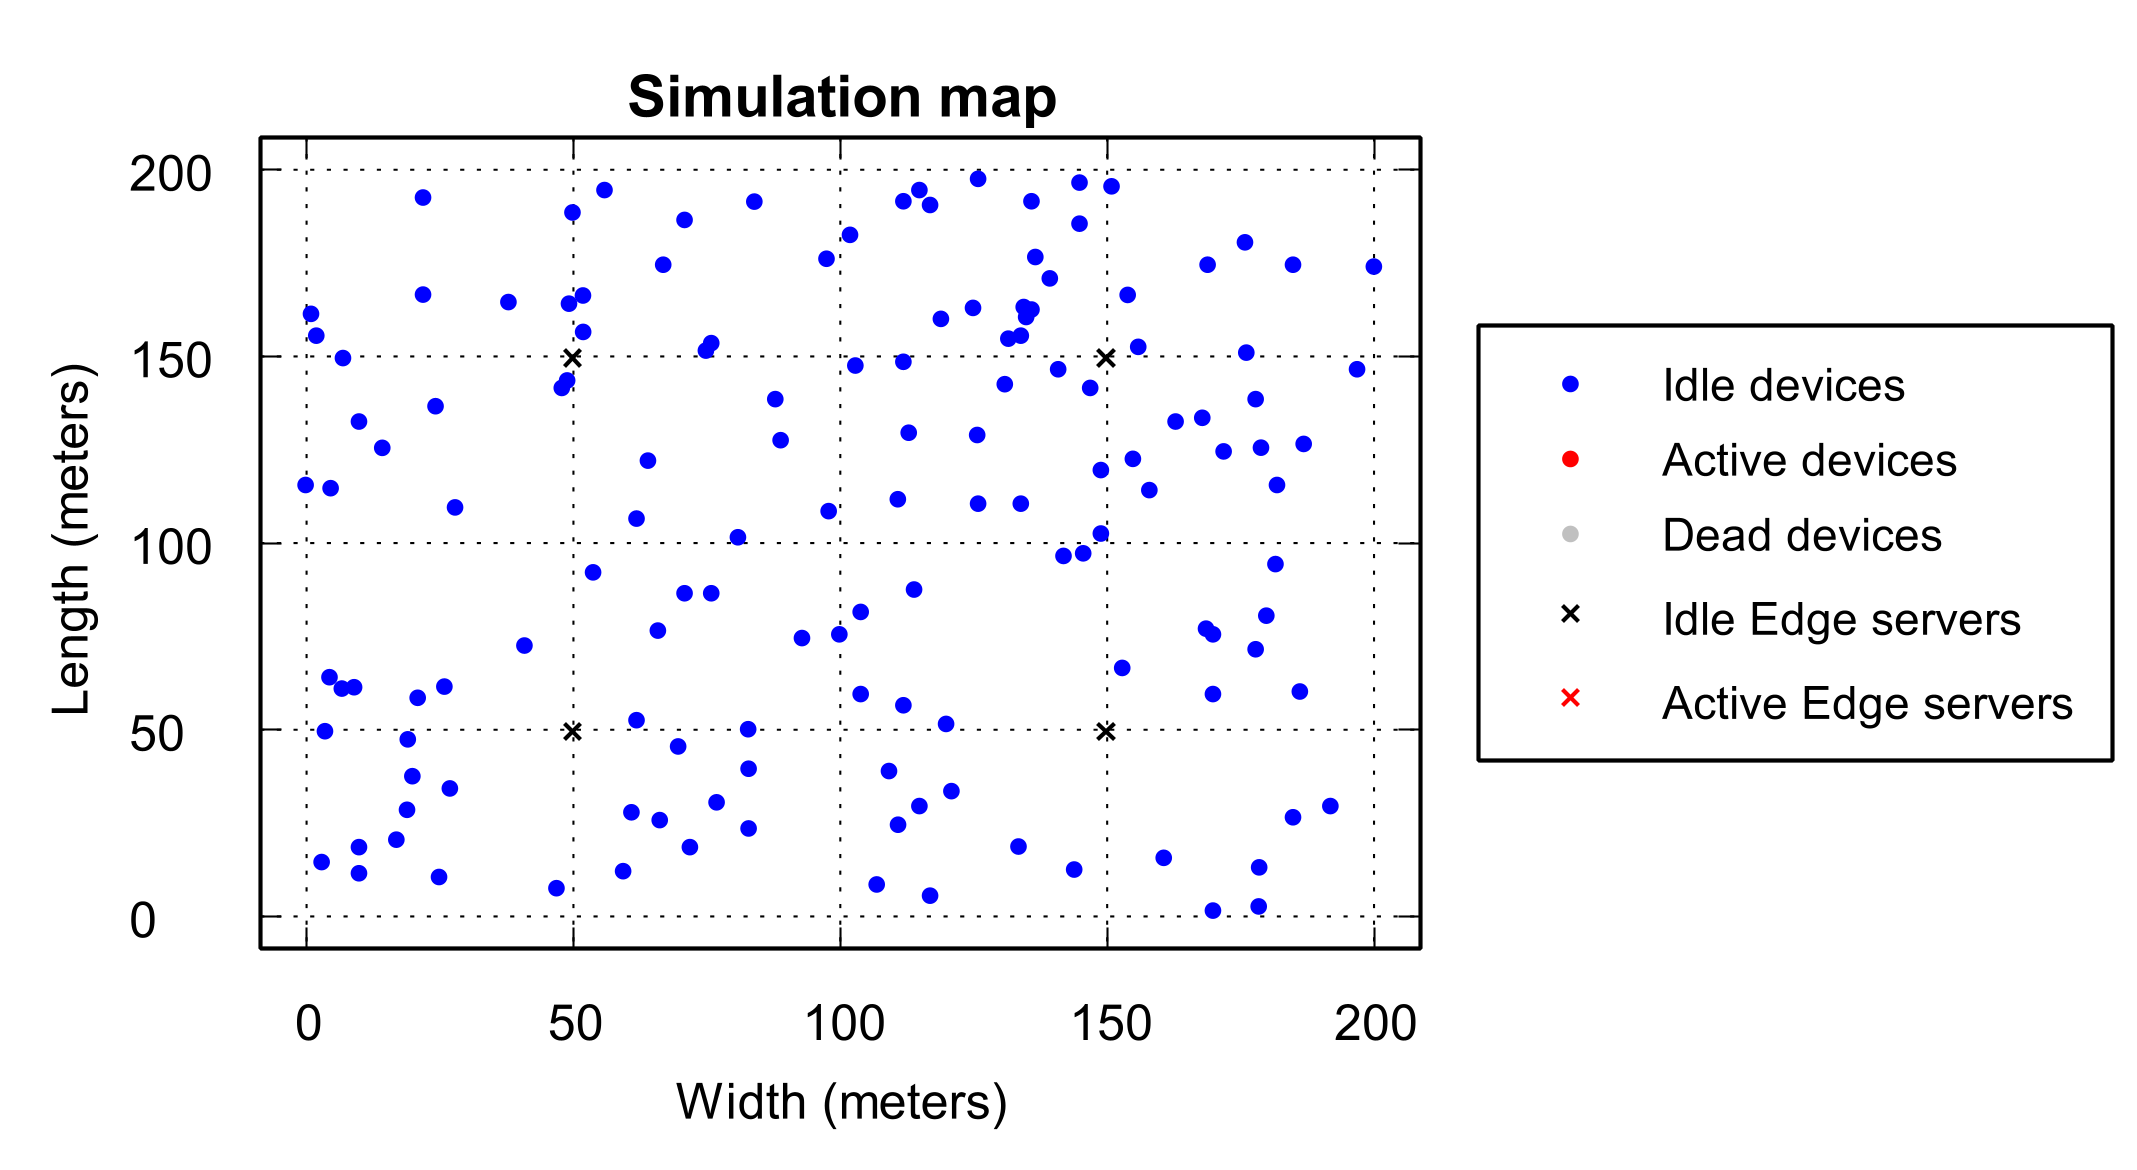 Simulation map
200
150
100
50
0
Length (meters)
0 50 100 150 200
Width (meters)
Idle devices
Active devices
Dead devices
Idle Edge servers
Active Edge servers